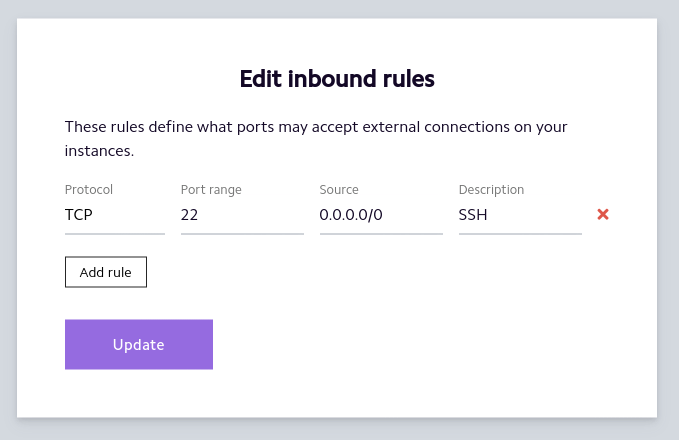 Edit inbound rules
These rules define what ports may accept external connections on your
instances.
Protocol Port range Source Description
TCP 22 0.0.0.0/0 SSH
Add rule
Update